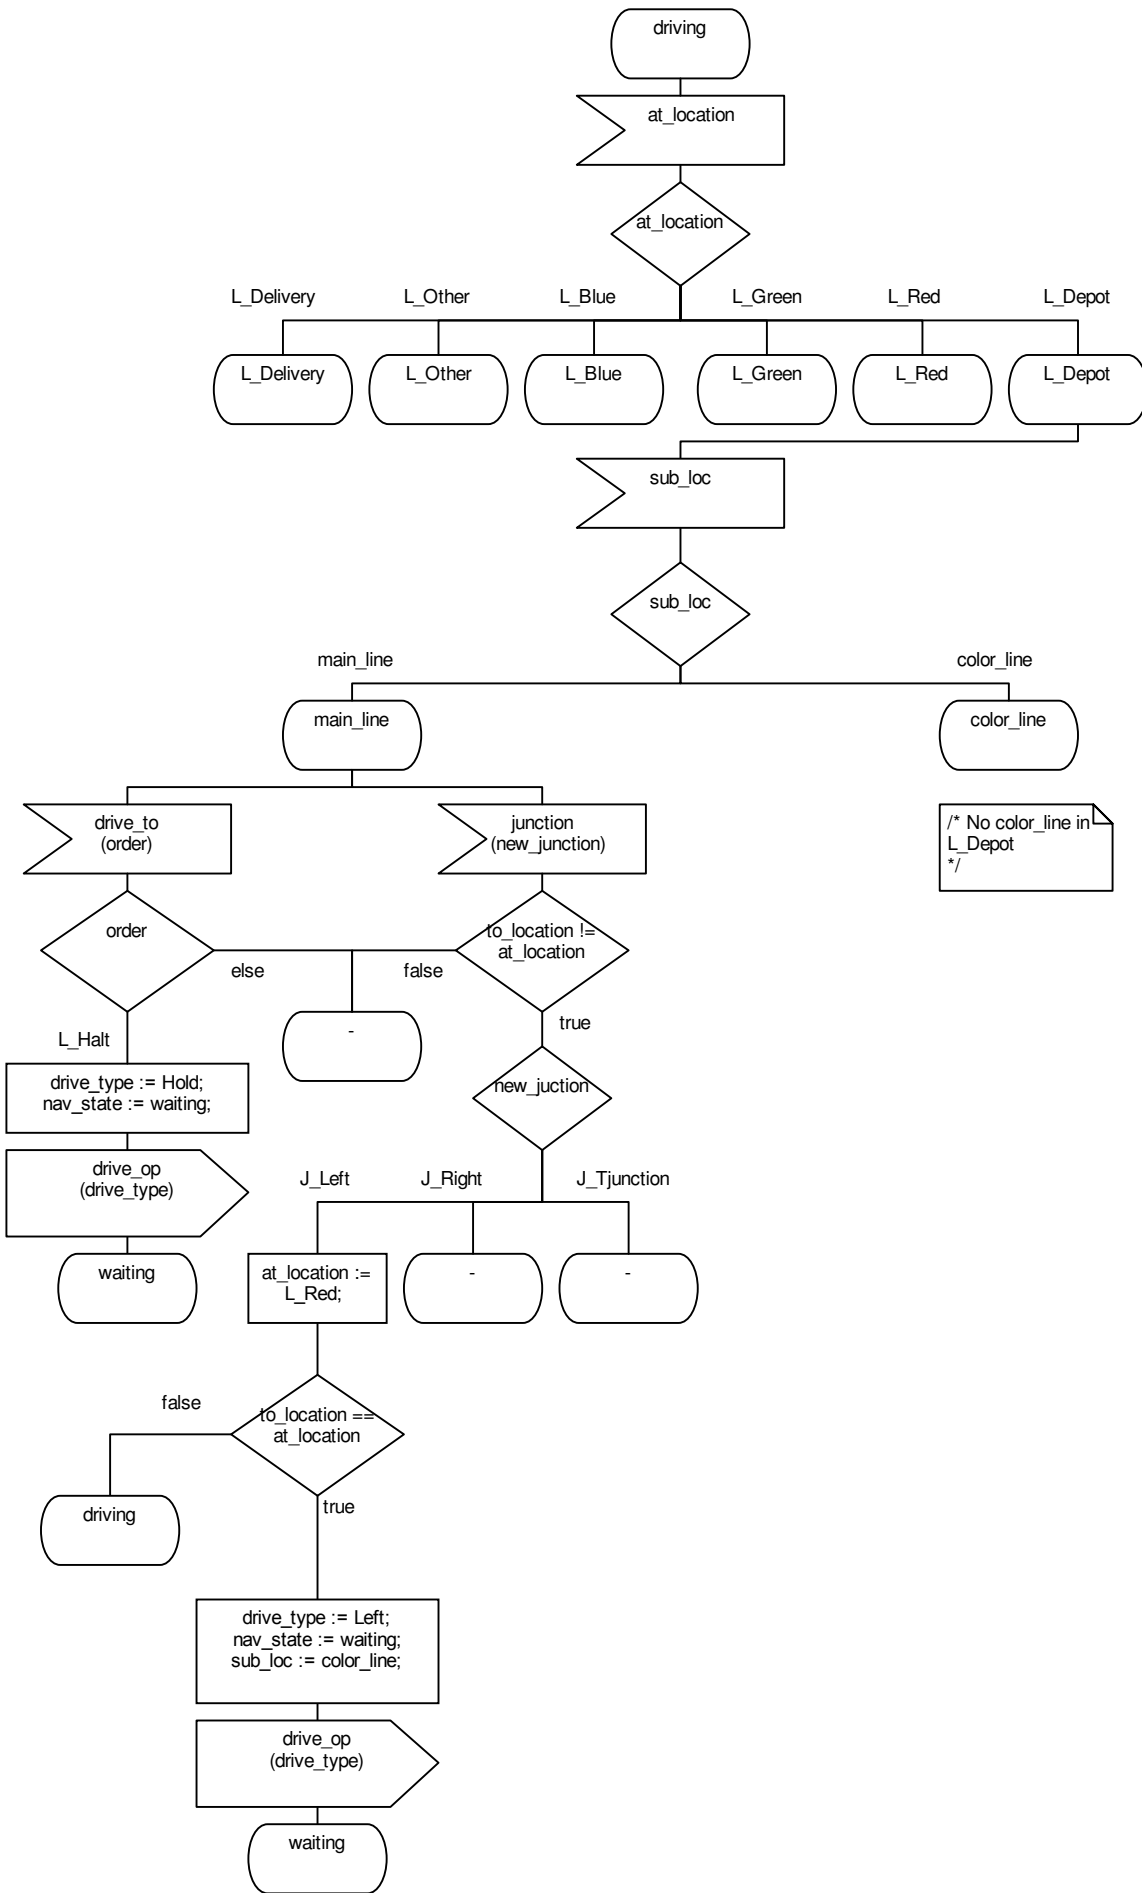 driving
at_location
at_location
L_Delivery
L_Other
L_Blue
L_Green
L_Red
L_Depot
L_Delivery
L_Other
L_Blue
L_Green
L_Red
L_Depot
sub_loc
sub_loc
main_line
color_line
main_line
color_line
drive_to
(order)
junction
(new_junction)
/* No color_line in
L_Depot
*/
order
to_location !=
at_location
else
false
-
true
L_Halt
drive_type := Hold;
nav_state := waiting;
new_juction
drive_op
(drive_type)
J_Left
J_Right
J_Tjunction
waiting
at_location :=
L_Red;
-
-
false
to_location ==
at_location
driving
true
drive_type := Left;
nav_state := waiting;
sub_loc := color_line;
drive_op
(drive_type)
waiting